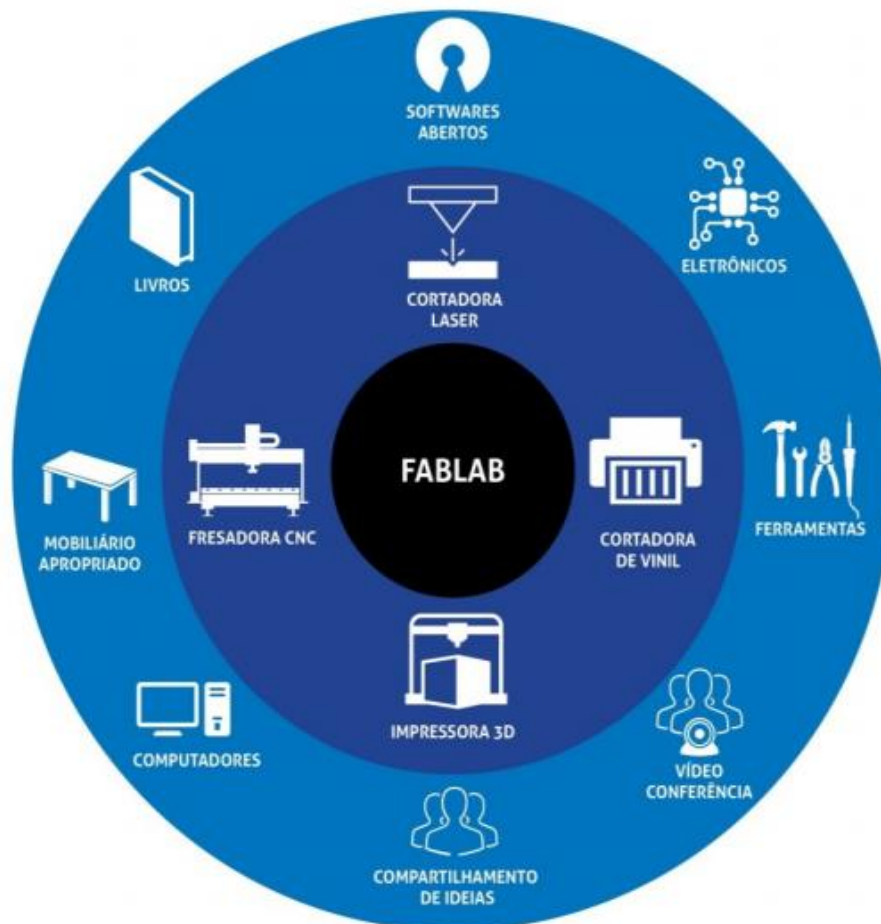 SOFTWARES
ABERTOS
LIVROS
ELETRÔNICOS
CORTADORA
LASER
FABLAB
MOBILIÁRIO
APROPRIADO
FRESADORA CNC
CORTADORA
DE VINIL
FERRAMENTAS
IMPRESSORA 3D
COMPUTADORES
VÍDEO
CONFERÊNCIA
COMPARTILHAMENTO
DE IDEIAS